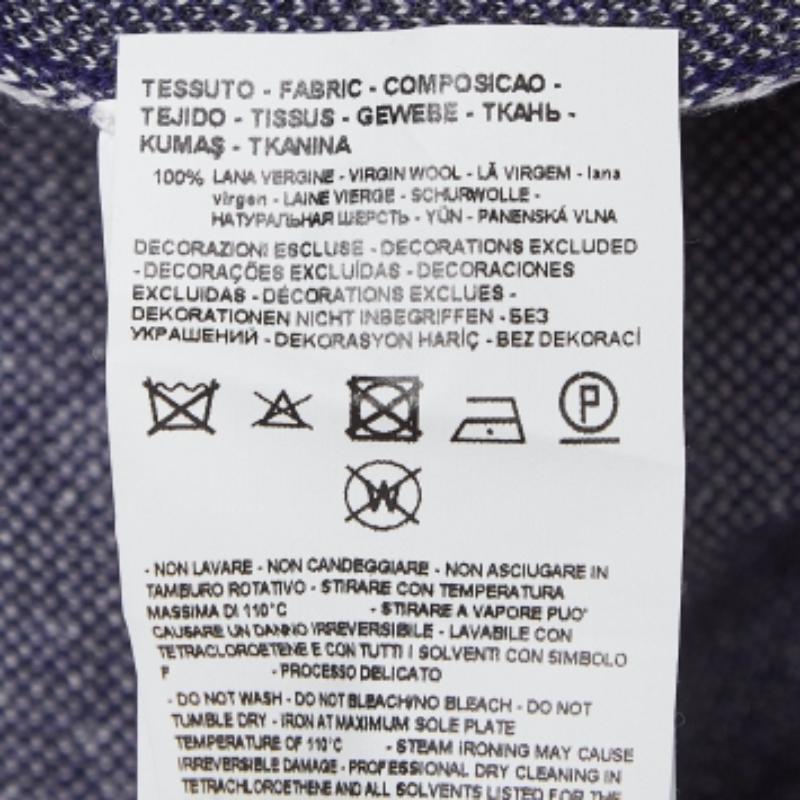 TESSUTO - FABRIC - COMPOSICAO -
TEJIDO - TISSUS - GEWEBE - ТКАНЬ -
KUMAŞ - TKANINA
100% LANA VERGINE - VIRGIN WOOL - LÃ VIRGEM - lana
virgen - LAINE VIERGE - SCHURWOLLE -
НАТУРАЛЬНАЯ ШЕРСТЬ - YÜN - PANENSKÁ VLNA
DECORAZIONI ESCLUSE - DECORATIONS EXCLUDED
- DECORAÇÕES EXCLUÍDAS - DECORACIONES
EXCLUIDAS - DÉCORATIONS EXCLUES -
DEKORATIONEN NICHT INBEGRIFFEN - БЕЗ
УКРАШЕНИЙ - DEKORASYON HARİÇ - BEZ DEKORACÍ
P
W
- NON LAVARE - NON CANDEGGIARE - NON ASCIUGARE IN
TAMBURO ROTATIVO - STIRARE CON TEMPERATURA
MASSIMA DI 110°C - STIRARE A VAPORE PUO'
CAUSARE UN DANNO IRREVERSIBILE - LAVABILE CON
TETRACLOROETENE E CON TUTTI I SOLVENTI CON SIMBOLO
F - PROCESSO DELICATO
- DO NOT WASH - DO NOT BLEACH/NO BLEACH - DO NOT
TUMBLE DRY - IRON AT MAXIMUM SOLE PLATE
TEMPERATURE OF 110°C - STEAM IRONING MAY CAUSE
IRREVERSIBLE DAMAGE - PROFESSIONAL DRY CLEANING IN
TETRACHLOROETHENE AND ALL SOLVENTS LISTED FOR THE